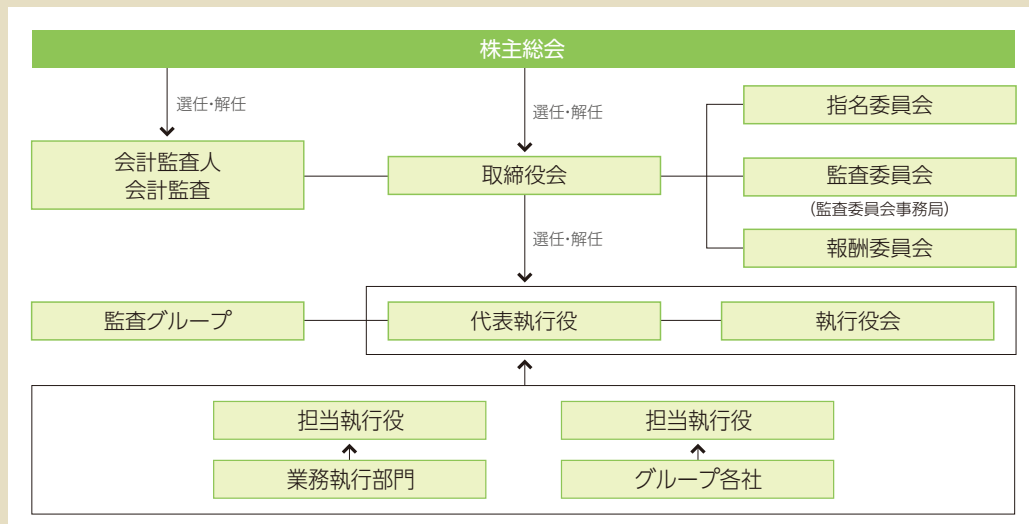 株主総会
選任・解任
選任・解任
指名委員会
会計監査人
会計監査
取締役会
監査委員会
(監査委員会事務局)
選任・解任
報酬委員会
監査グループ
代表執行役
執行役会
担当執行役
担当執行役
業務執行部門
グループ各社